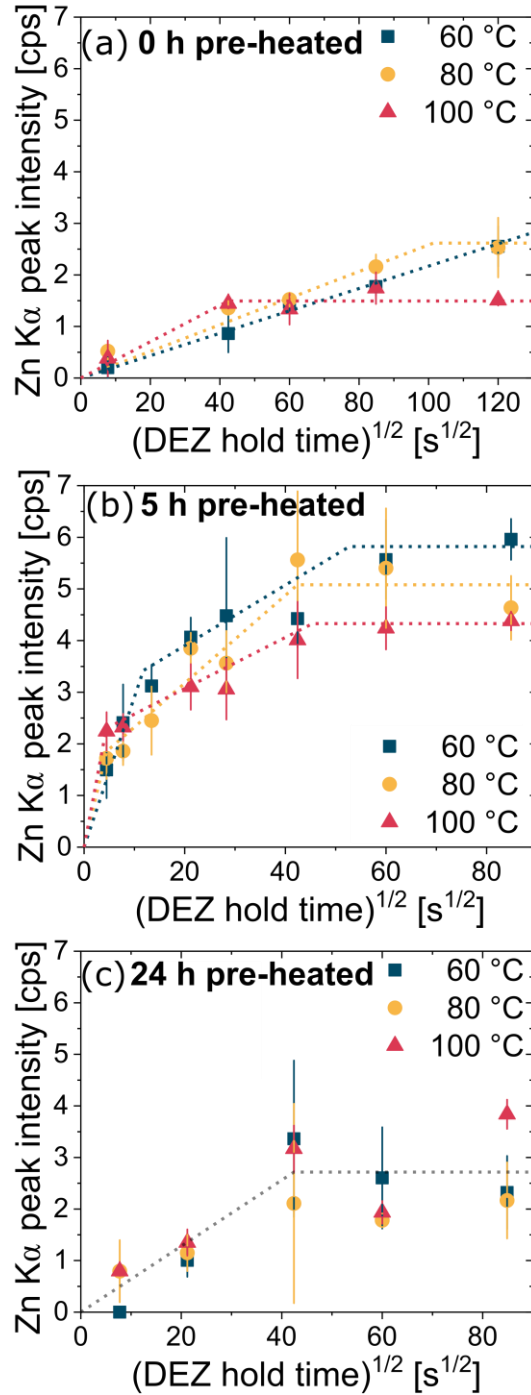 (a) 0 h pre-heated
60 °C
80 °C
100 °C
Zn Kα peak intensity [cps]
7
6
5
4
3
2
1
0
0 20 40 60 80 100 120
(DEZ hold time)^1/2 [s^1/2]
(b) 5 h pre-heated
60 °C
80 °C
100 °C
Zn Kα peak intensity [cps]
7
6
5
4
3
2
1
0
0 20 40 60 80
(DEZ hold time)^1/2 [s^1/2]
(c) 24 h pre-heated
60 °C
80 °C
100 °C
Zn Kα peak intensity [cps]
7
6
5
4
3
2
1
0
0 20 40 60 80
(DEZ hold time)^1/2 [s^1/2]